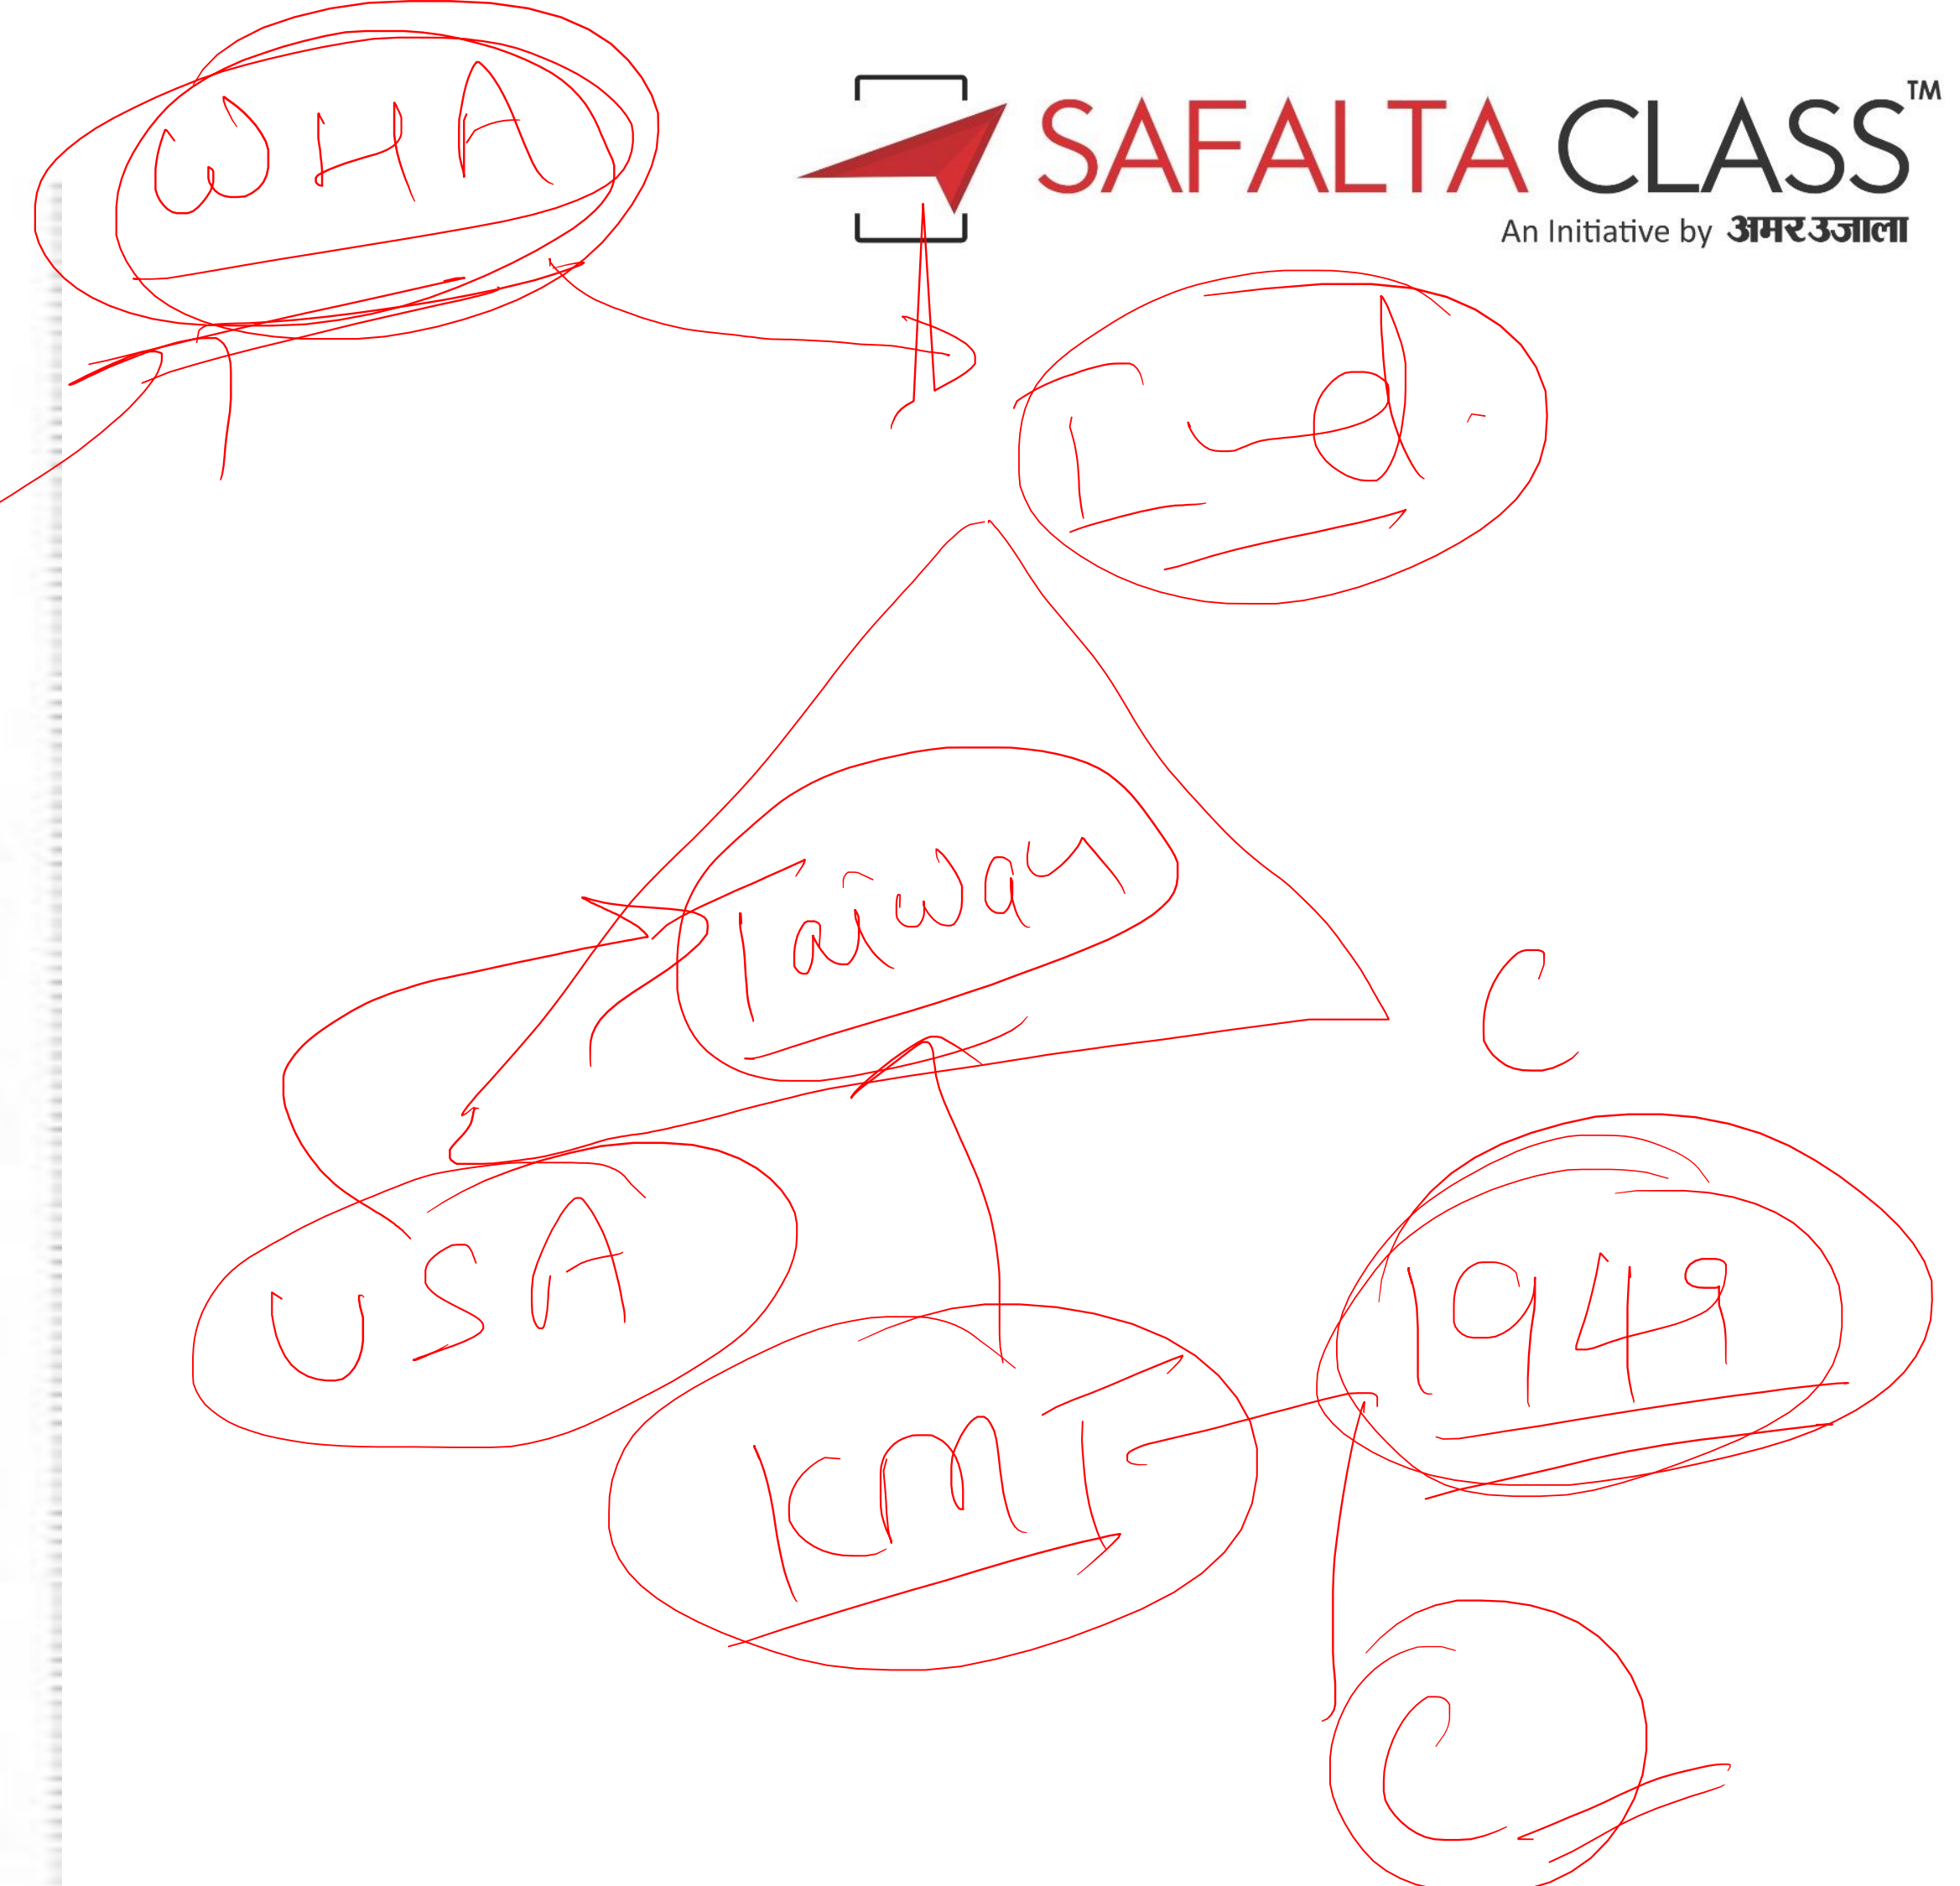 WHA
SAFALTA CLASS™
An Initiative by अमर उजाला
Taiwan
C
USA
1949
KMT
C